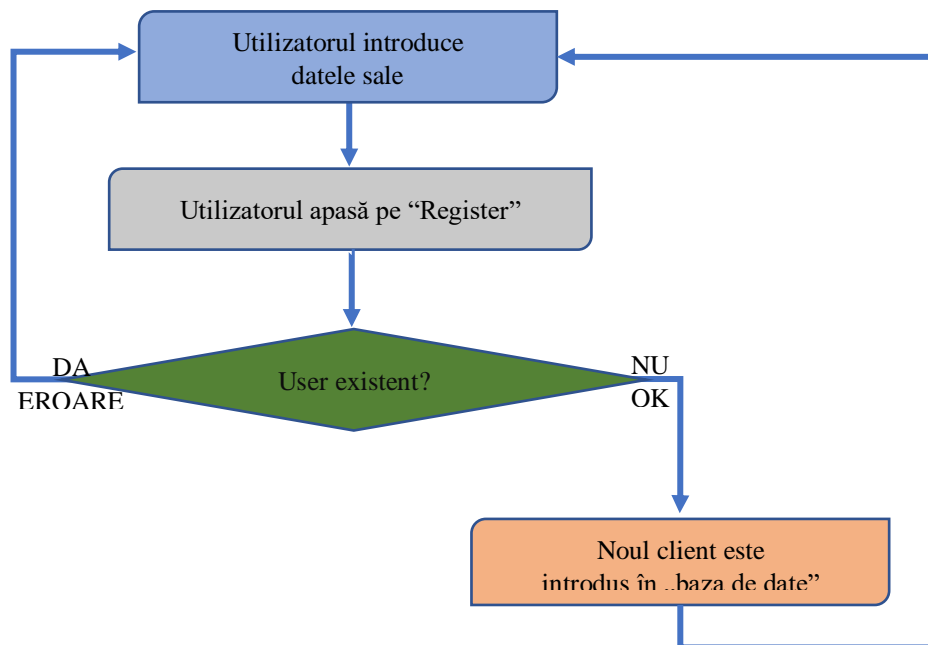 Utilizatorul introduce
datele sale
Utilizatorul apasă pe “Register”
User existent?
DA
EROARE
NU
OK
Noul client este
introdus în „baza de date”